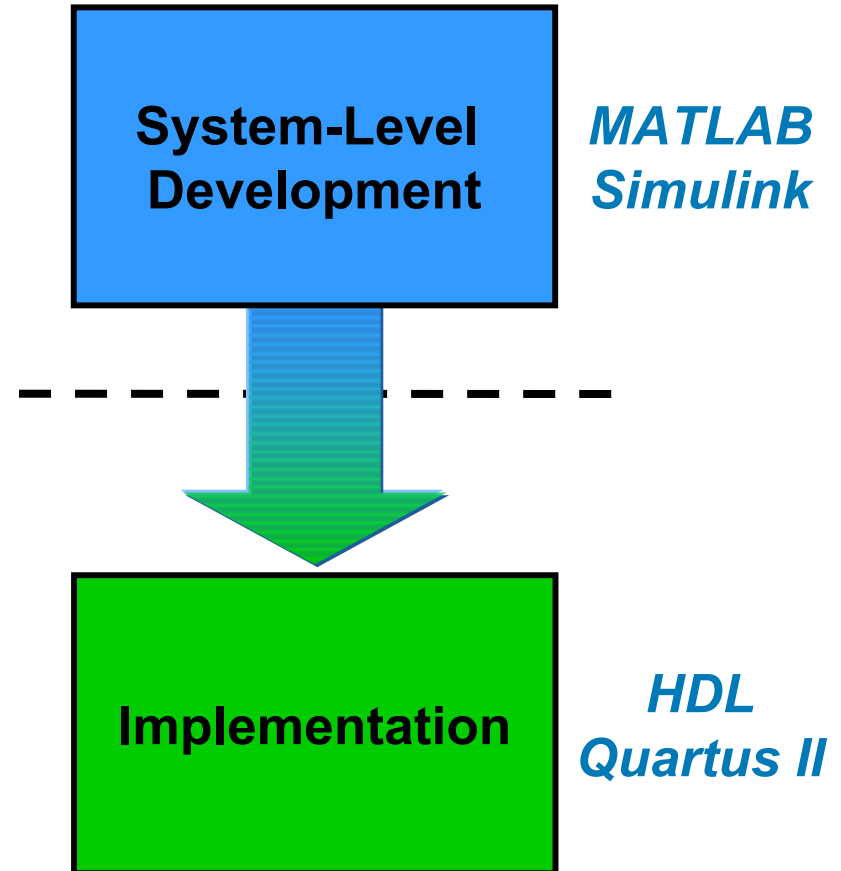 System-Level
Development
MATLAB
Simulink
Implementation
HDL
Quartus II